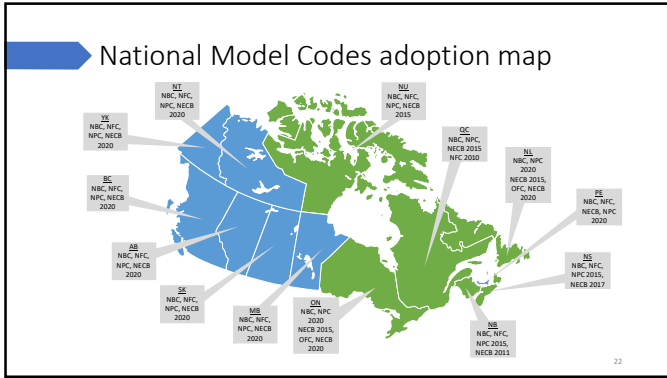 National Model Codes adoption map
NT
NBC, NFC,
NPC, NECB
2020
NU
NBC, NFC,
NPC, NECB
2015
YK
NBC, NFC,
NPC, NECB
2020
QC
NBC, NPC,
NECB 2015
NFC 2010
NL
NBC, NPC
2020
NECB 2015,
OFC, NECB
2020
BC
NBC, NFC,
NPC, NECB
2020
PE
NBC, NFC,
NECB, NPC
2020
AB
NBC, NFC,
NPC, NECB
2020
NS
NBC, NFC,
NPC 2015,
NECB 2017
SK
NBC, NFC,
NPC, NECB
2020
MB
NBC, NFC,
NPC, NECB
2020
ON
NBC, NPC
2020
NECB 2015,
OFC, NECB
2020
NB
NBC, NFC,
NPC 2015,
NECB 2011
22